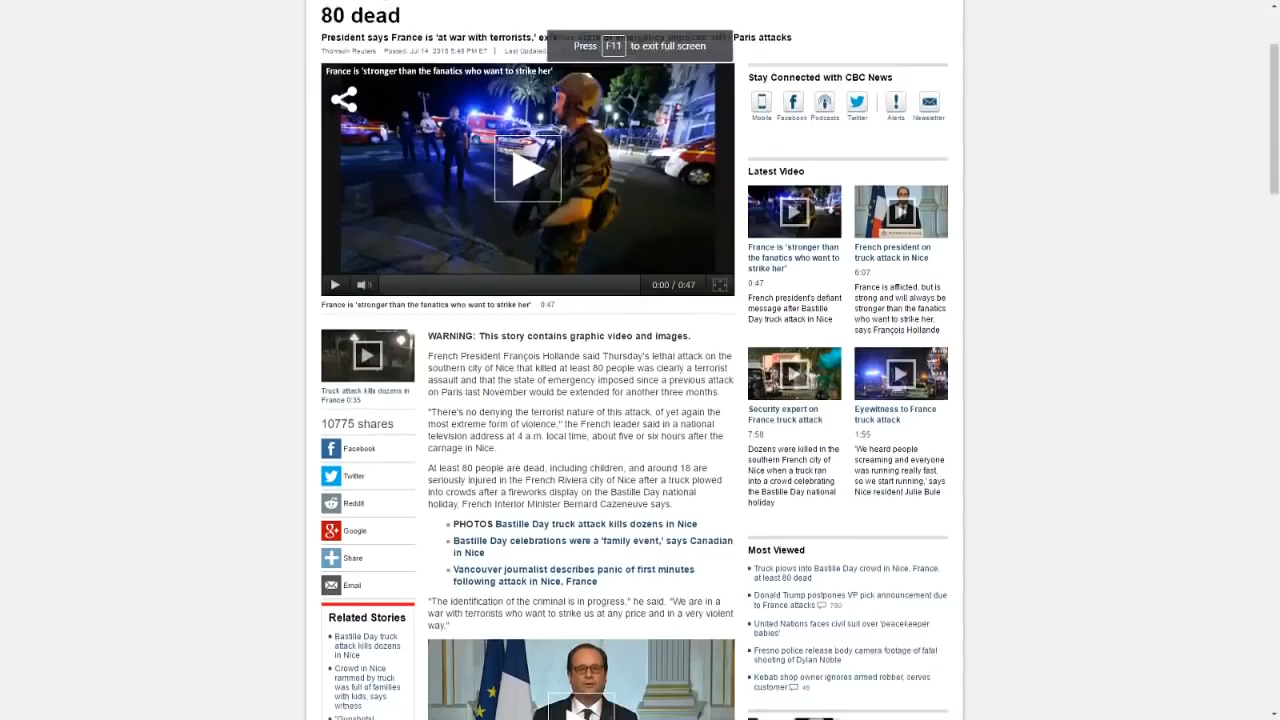 80 dead
President says France is 'at war with terrorists,' Paris attacks
Thomson Reuters Posted: Jul 14, 2016 5:48 PM ET | Last Updated
Press F11 to exit full screen
France is 'stronger than the fanatics who want to strike her'
0:00 / 0:47
France is 'stronger than the fanatics who want to strike her' 0:47
Truck attack kills dozens in
France 0:35
10775 shares
Facebook
Twitter
Reddit
Google
Share
Email
Related Stories
Bastille Day truck
attack kills dozens
in Nice
Crowd in Nice
rammed by truck
was full of families
with kids, says
witness
WARNING: This story contains graphic video and images.
French President François Hollande said Thursday's lethal attack on the
southern city of Nice that killed at least 80 people was clearly a terrorist
assault and that the state of emergency imposed since a previous attack
on Paris last November would be extended for another three months.
"There's no denying the terrorist nature of this attack, of yet again the
most extreme form of violence," the French leader said in a national
television address at 4 a.m. local time, about five or six hours after the
carnage in Nice.
At least 80 people are dead, including children, and around 18 are
seriously injured in the French Riviera city of Nice after a truck plowed
into crowds after a fireworks display on the Bastille Day national
holiday, French Interior Minister Bernard Cazeneuve says.
PHOTOS Bastille Day truck attack kills dozens in Nice
Bastille Day celebrations were a 'family event,' says Canadian
in Nice
Vancouver journalist describes panic of first minutes
following attack in Nice, France
"The identification of the criminal is in progress," he said. "We are in a
war with terrorists who want to strike us at any price and in a very violent
way."
Stay Connected with CBC News
Mobile Facebook Podcasts Twitter Alerts Newsletter
Latest Video
France is 'stronger than
the fanatics who want to
strike her'
0:47
French president's defiant
message after Bastille
Day truck attack in Nice
French president on
truck attack in Nice
6:07
France is afflicted, but is
strong and will always be
stronger than the fanatics
who want to strike her,
says François Hollande
Security expert on
France truck attack
7:58
Dozens were killed in the
southern French city of
Nice when a truck ran
into a crowd celebrating
the Bastille Day national
holiday
Eyewitness to France
truck attack
1:55
'We heard people
screaming and everyone
was running really fast,
so we start running,' says
Nice resident Julie Bule
Most Viewed
Truck plows into Bastille Day crowd in Nice, France,
at least 80 dead
Donald Trump postpones VP pick announcement due
to France attacks 780
United Nations faces civil suit over 'peacekeeper
babies'
Fresno police release body camera footage of fatal
shooting of Dylan Noble
Kebab shop owner ignores armed robber, serves
customer 45